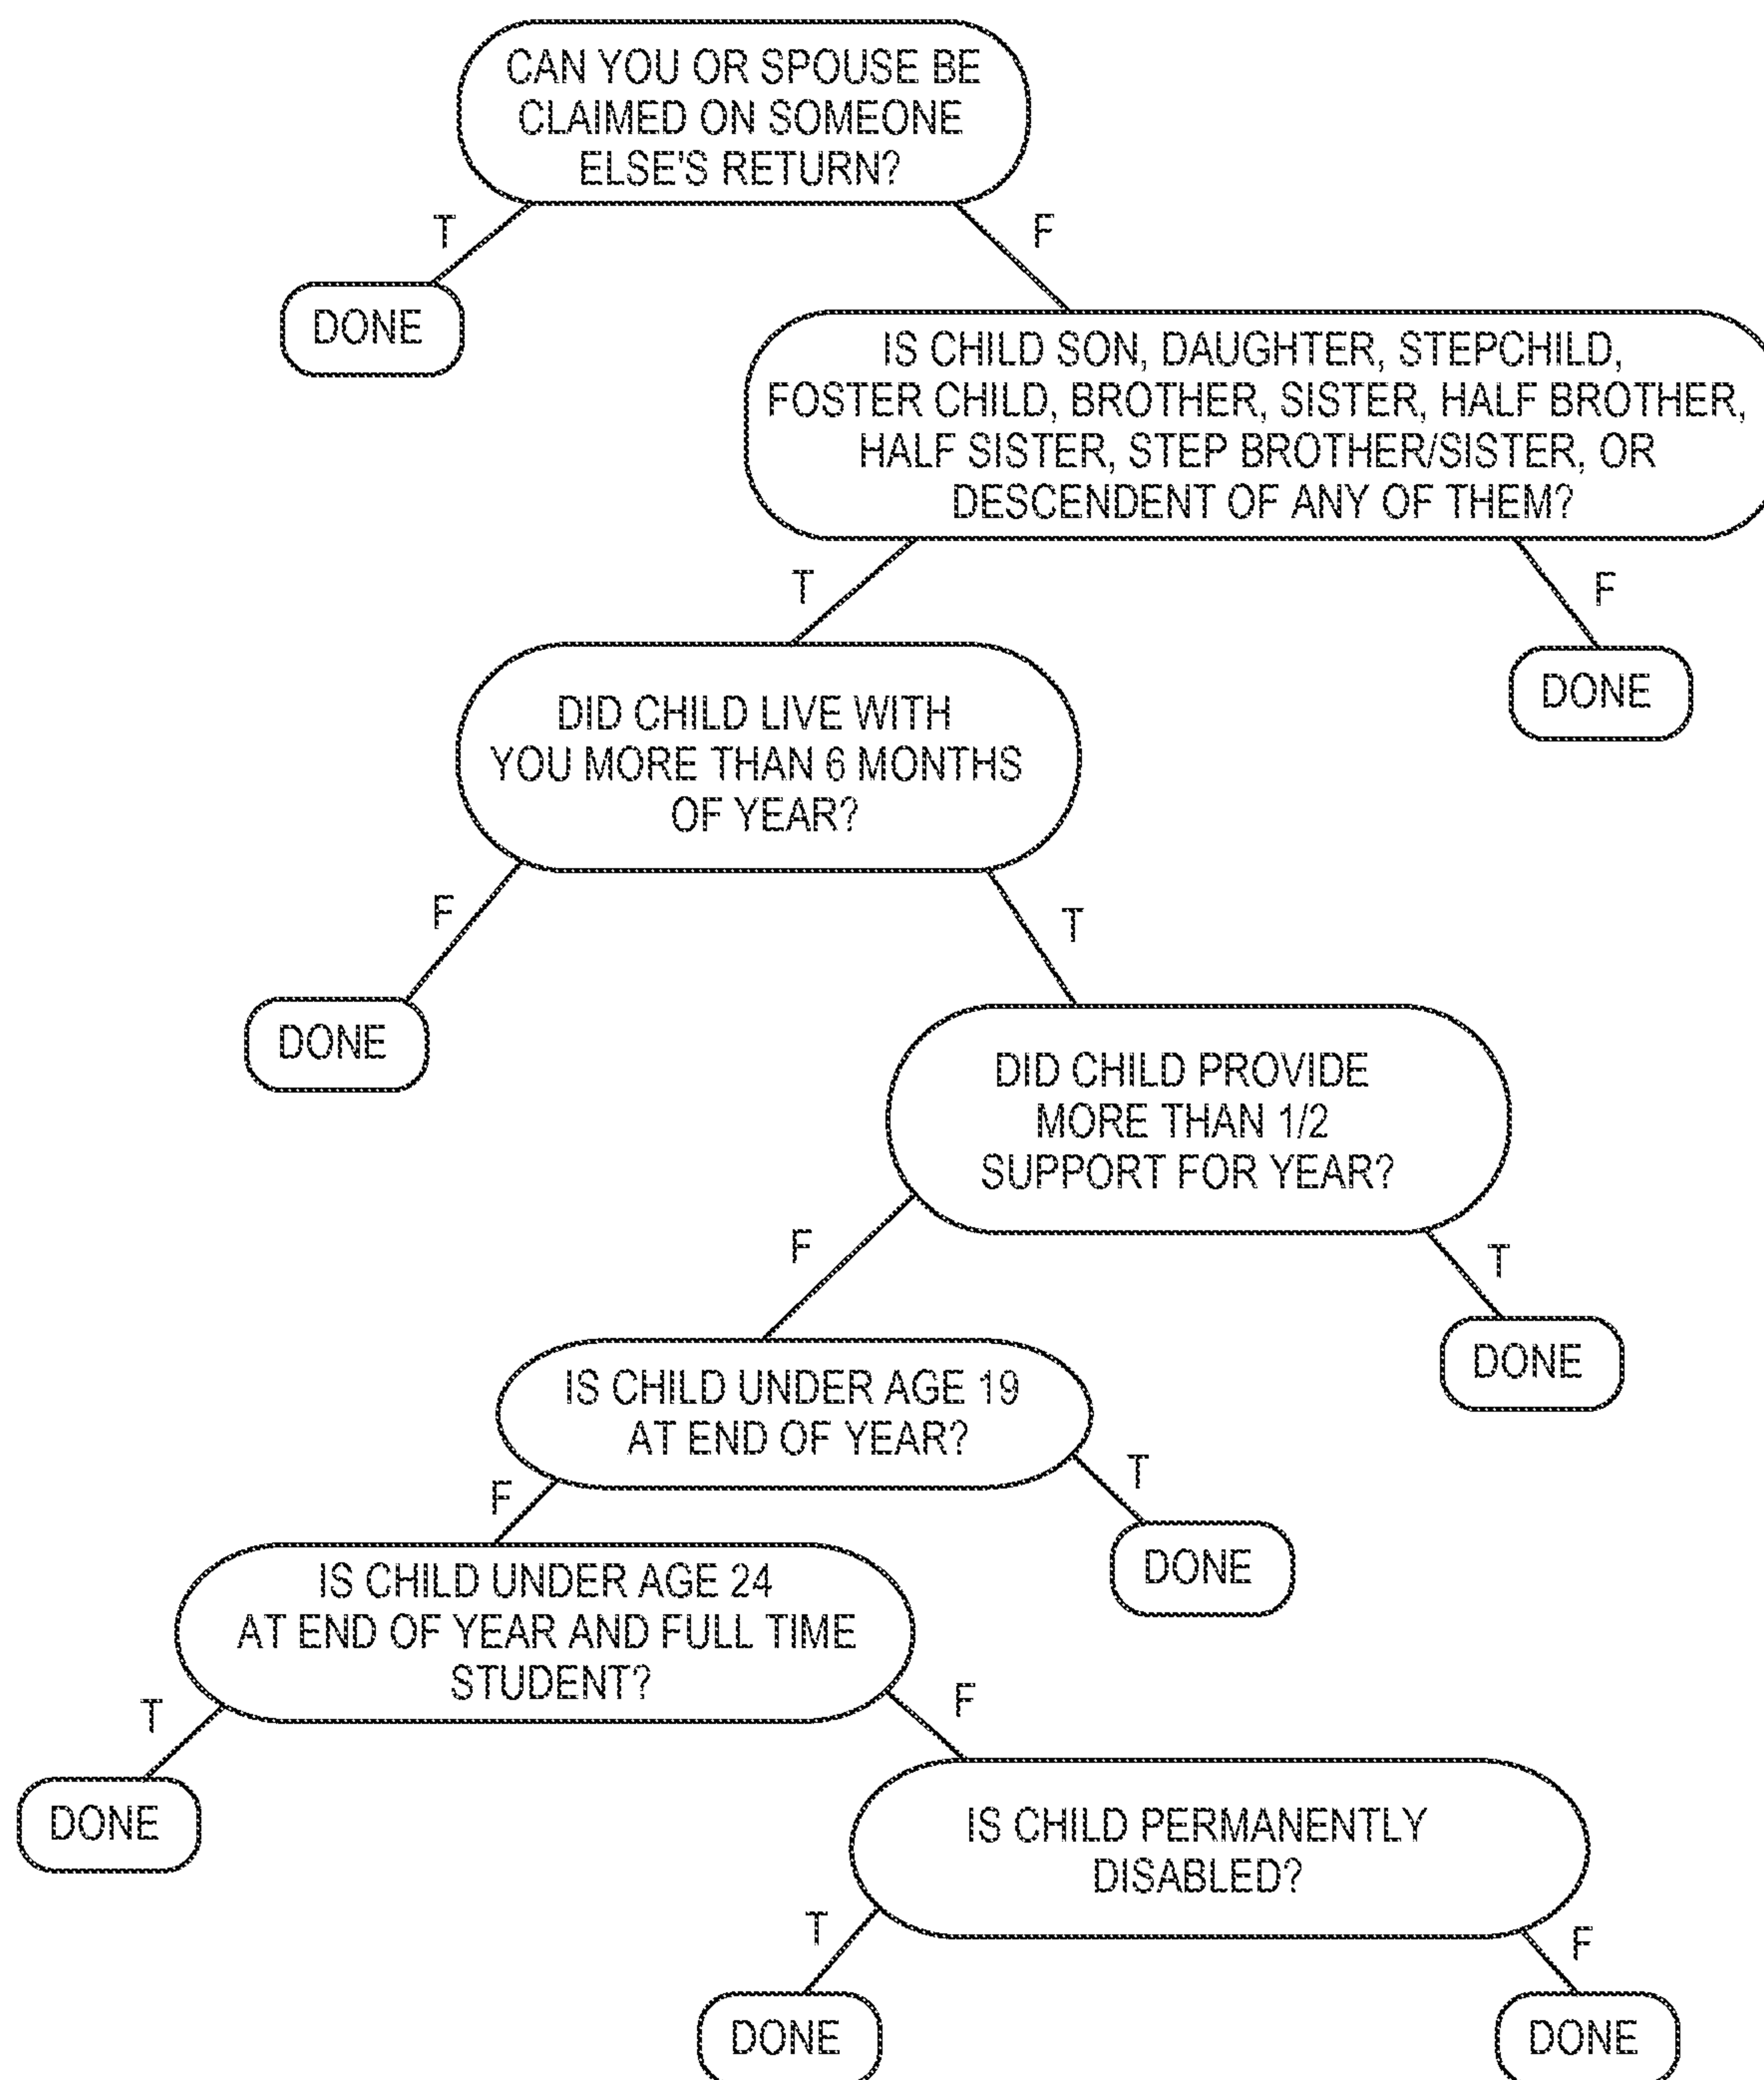 CAN YOU OR SPOUSE BE
CLAIMED ON SOMEONE
ELSE'S RETURN?
T
F
DONE
IS CHILD SON, DAUGHTER, STEPCHILD,
FOSTER CHILD, BROTHER, SISTER, HALF BROTHER,
HALF SISTER, STEP BROTHER/SISTER, OR
DESCENDENT OF ANY OF THEM?
T
F
DONE
DID CHILD LIVE WITH
YOU MORE THAN 6 MONTHS
OF YEAR?
F
T
DONE
DID CHILD PROVIDE
MORE THAN 1/2
SUPPORT FOR YEAR?
F
T
DONE
IS CHILD UNDER AGE 19
AT END OF YEAR?
F
T
DONE
IS CHILD UNDER AGE 24
AT END OF YEAR AND FULL TIME
STUDENT?
T
F
DONE
IS CHILD PERMANENTLY
DISABLED?
T
F
DONE
DONE